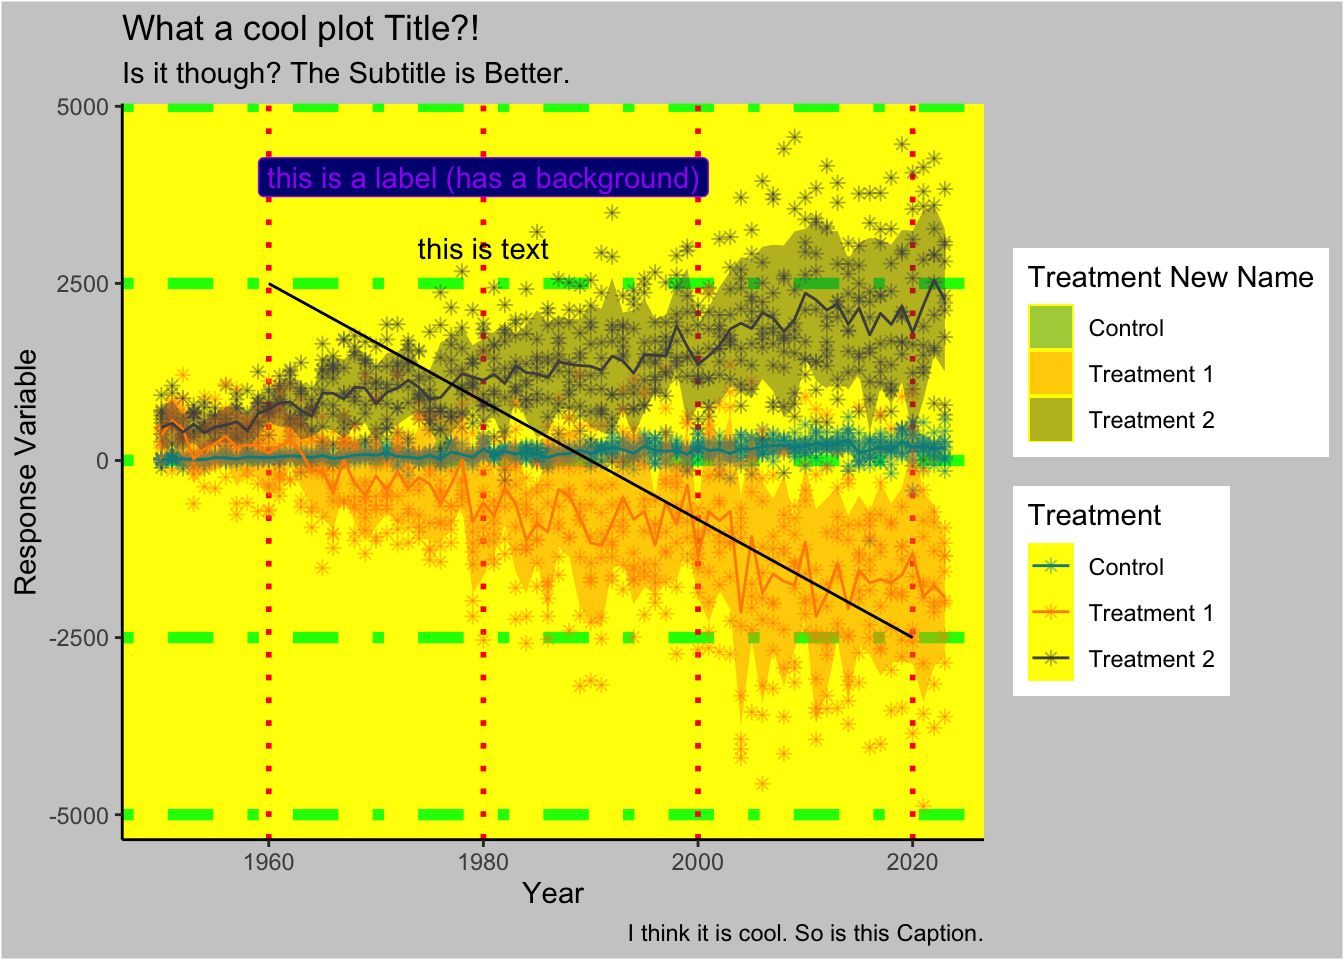 What a cool plot Title?!
Is it though? The Subtitle is Better.
5000
2500
0
-2500
-5000
Response Variable
this is a label (has a background)
this is text
1960
1980
2000
2020
Year
I think it is cool. So is this Caption.
Treatment New Name
Control
Treatment 1
Treatment 2
Treatment
Control
Treatment 1
Treatment 2